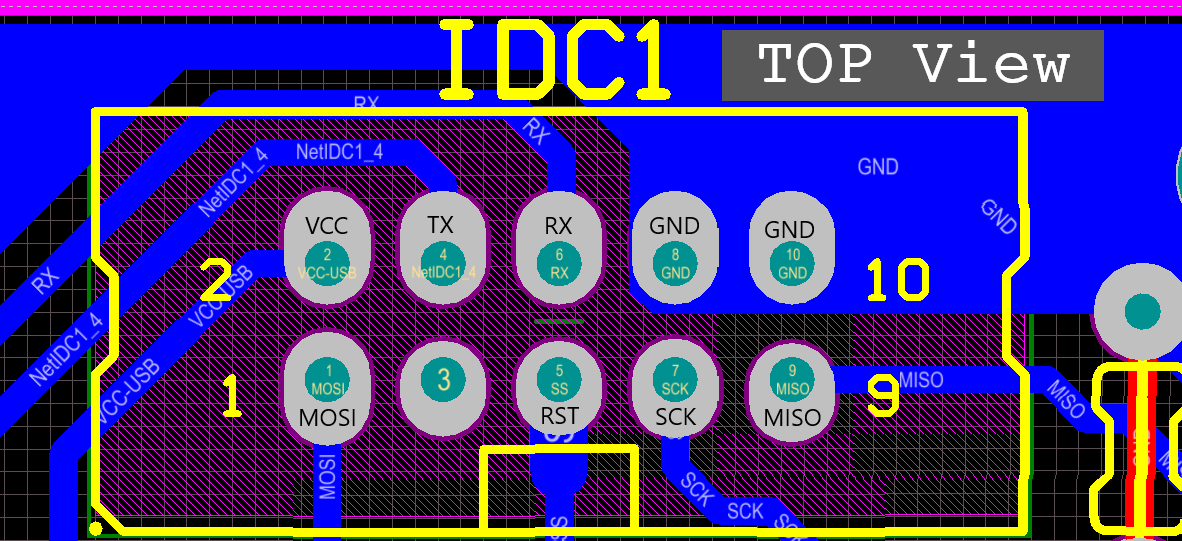 IDC1
TOP View
RX
RX
NetIDC1_4
GND
NetIDC1_4
GND
VCC
TX
RX
GND
GND
2
4
6
8
10
VCC-USB
NetIDC1_4
RX
GND
GND
2
10
RX
VCC-USB
NetIDC1_4
VCC-USB
1
3
5
7
9
MOSI
SS
SCK
MISO
MOSI
RST
SCK
MISO
1
9
MISO
MISO
MOSI
SCK
SCK
SS